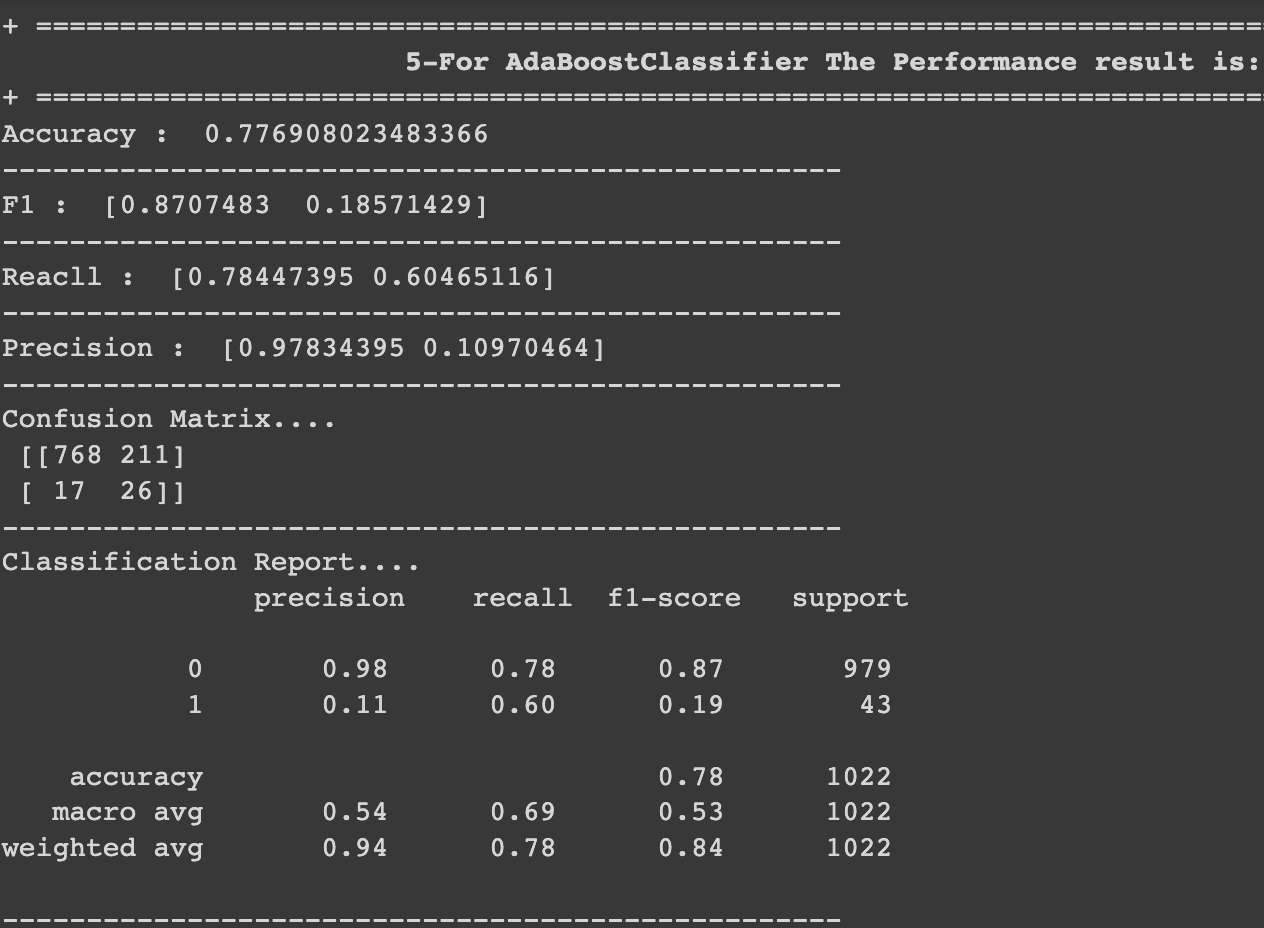 + =========================================================================
5-For AdaBoostClassifier The Performance result is:
+ =========================================================================
Accuracy :  0.776908023483366
--------------------------------------------------
F1 :  [0.8707483  0.18571429]
--------------------------------------------------
Reacll :  [0.78447395 0.60465116]
--------------------------------------------------
Precision :  [0.97834395 0.10970464]
--------------------------------------------------
Confusion Matrix....
 [[768 211]
 [ 17  26]]
--------------------------------------------------
Classification Report....
               precision    recall  f1-score   support

           0       0.98      0.78      0.87       979
           1       0.11      0.60      0.19        43

    accuracy                           0.78      1022
   macro avg       0.54      0.69      0.53      1022
weighted avg       0.94      0.78      0.84      1022

--------------------------------------------------